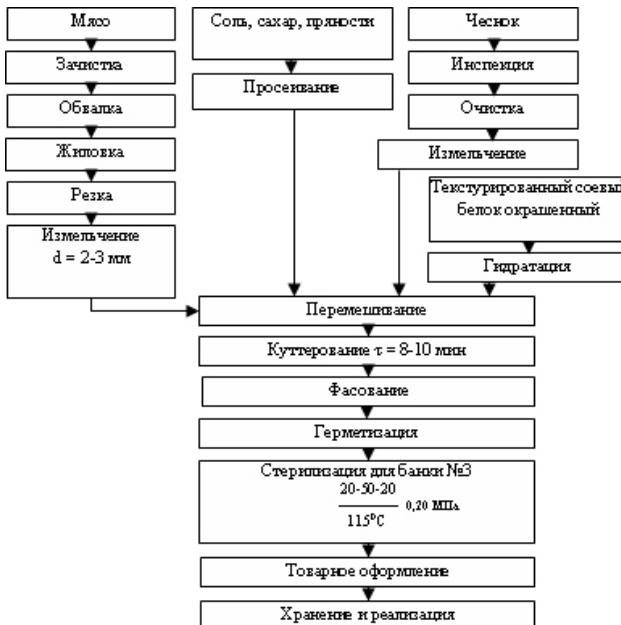 Мясо
Зачистка
Обвалка
Жиловка
Резка
Измельчение
d = 2-3 мм
Соль, сахар, пряности
Просеивание
Чеснок
Инспекция
Очистка
Измельчение
Текстурированный соевый
белок окрашенный
Гидратация
Перемешивание
Куттерование τ = 8-10 мин
Фасование
Герметизация
Стерилизация для банки №3
20-50-20
115°C
0,20 МПа
Товарное оформление
Хранение и реализация